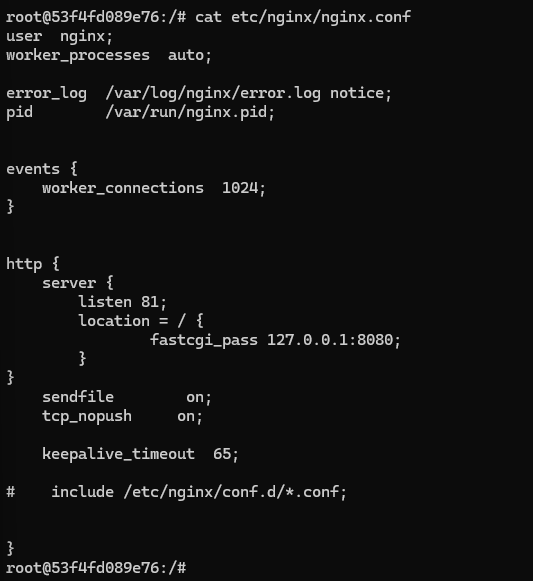 root@53f4fd089e76:/# cat etc/nginx/nginx.conf
user  nginx;
worker_processes  auto;
error_log  /var/log/nginx/error.log notice;
pid        /var/run/nginx.pid;
events {
    worker_connections  1024;
}
http {
    server {
        listen 81;
        location = / {
                fastcgi_pass 127.0.0.1:8080;
        }
}
    sendfile        on;
    tcp_nopush     on;
    keepalive_timeout  65;
#    include /etc/nginx/conf.d/*.conf;
}
root@53f4fd089e76:/#